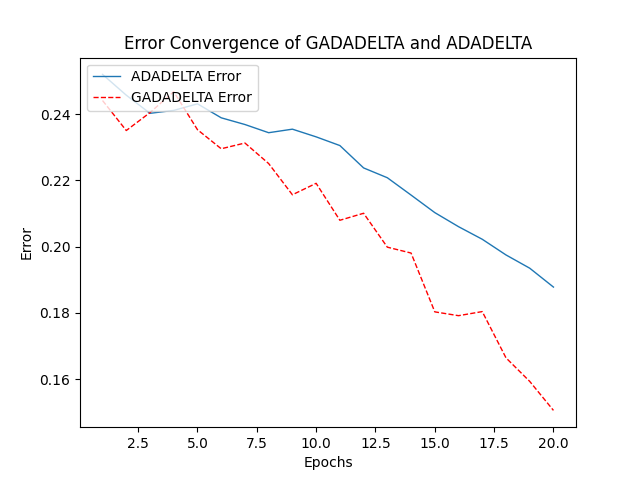 Error Convergence of GADADELTA and ADADELTA
ADADELTA Error
GADADELTA Error
0.24
0.22
0.20
0.18
0.16
Error
2.5 5.0 7.5 10.0 12.5 15.0 17.5 20.0
Epochs